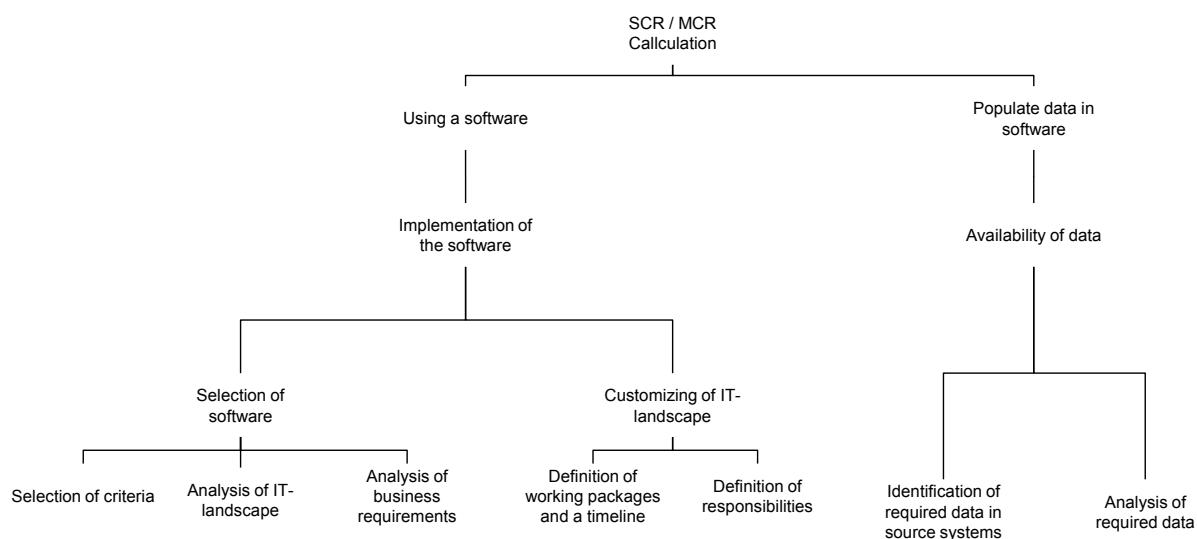 SCR / MCR
Callculation
Using a software
Populate data in
software
Implementation of
the software
Availability of data
Selection of
software
Customizing of IT-
landscape
Selection of criteria
Analysis of IT-
landscape
Analysis of
business
requirements
Definition of
working packages
and a timeline
Definition of
responsibilities
Identification of
required data in
source systems
Analysis of
required data